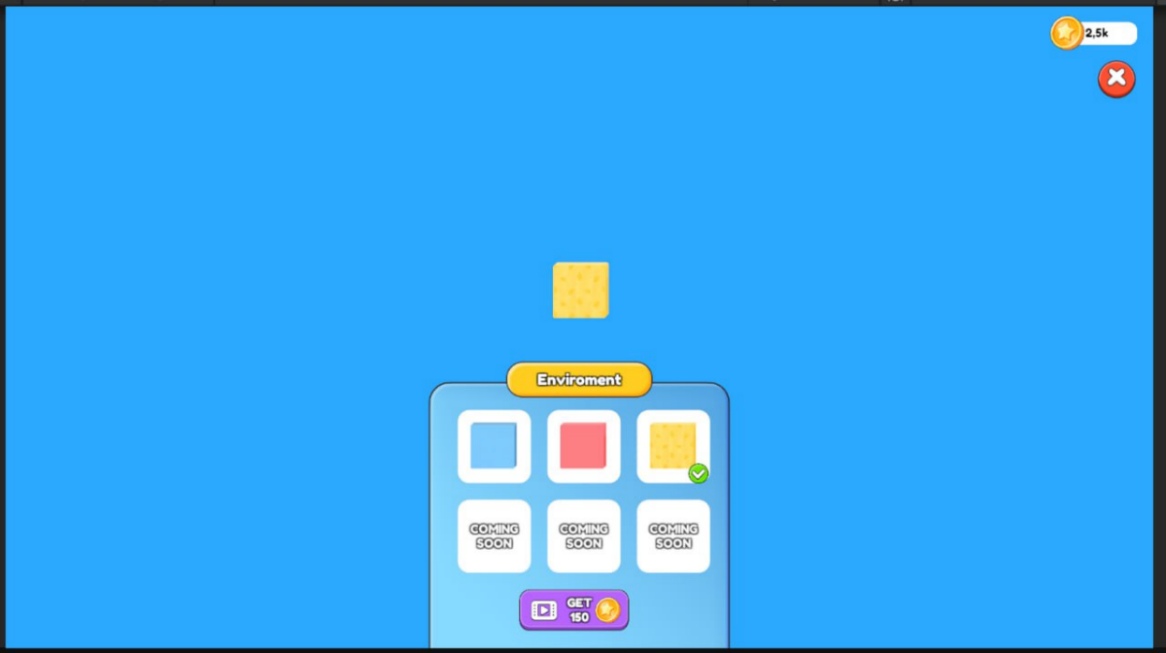 2,5k
Enviroment
COMING
SOON
COMING
SOON
COMING
SOON
GET
150